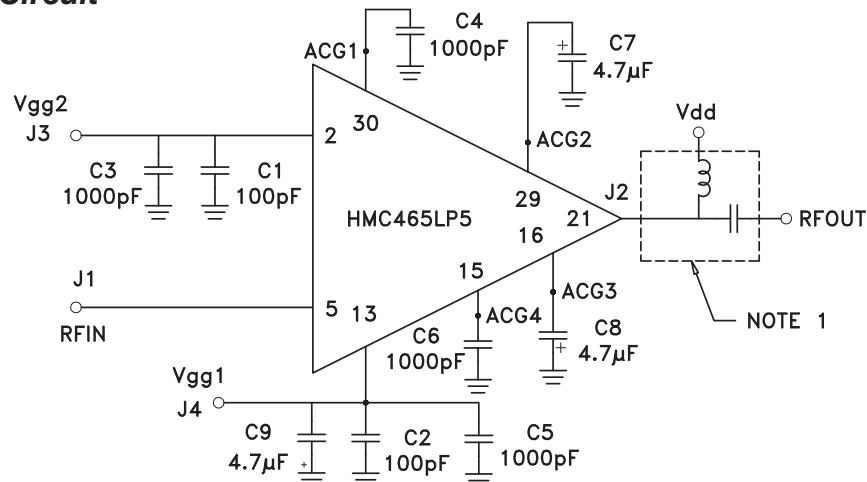 Circuit
C4
1000pF
ACG1
C7
4.7µF
+
Vgg2
J3
2
30
ACG2
Vdd
C3
1000pF
C1
100pF
HMC465LP5
29
J2
16
21
RFOUT
J1
RFIN
5
13
15
ACG4
ACG3
NOTE 1
C6
1000pF
C8
4.7µF
+
Vgg1
J4
C9
4.7µF
+
C2
100pF
C5
1000pF